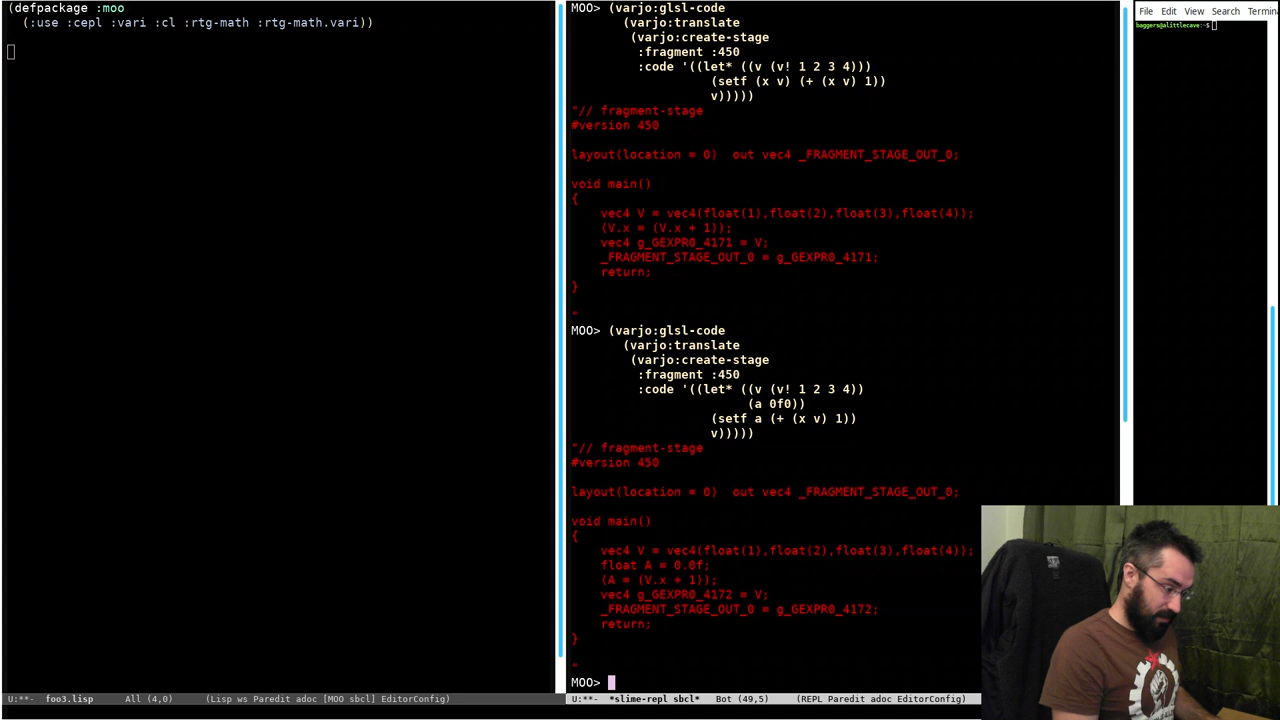 (defpackage :moo
  (:use :cepl :vari :cl :rtg-math :rtg-math.vari))
U:**-  foo3.lisp      All (4,0)      (Lisp ws Paredit adoc [MOO sbcl] EditorConfig)
MOO> (varjo:glsl-code
       (varjo:translate
        (varjo:create-stage
         :fragment :450
         :code '((let* ((v (v! 1 2 3 4)))
                   (setf (x v) (+ (x v) 1))
                   v)))))
"// fragment-stage
#version 450
layout(location = 0)  out vec4 _FRAGMENT_STAGE_OUT_0;
void main()
{
    vec4 V = vec4(float(1),float(2),float(3),float(4));
    (V.x = (V.x + 1));
    vec4 g_GEXPR0_4171 = V;
    _FRAGMENT_STAGE_OUT_0 = g_GEXPR0_4171;
    return;
}
"
MOO> (varjo:glsl-code
       (varjo:translate
        (varjo:create-stage
         :fragment :450
         :code '((let* ((v (v! 1 2 3 4))
                        (a 0f0))
                   (setf a (+ (x v) 1))
                   v)))))
"// fragment-stage
#version 450
layout(location = 0)  out vec4 _FRAGMENT_STAGE_OUT_0;
void main()
{
    vec4 V = vec4(float(1),float(2),float(3),float(4));
    float A = 0.0f;
    (A = (V.x + 1));
    vec4 g_GEXPR0_4172 = V;
    _FRAGMENT_STAGE_OUT_0 = g_GEXPR0_4172;
    return;
}
"
MOO>
U:**-  *slime-repl sbcl*   Bot (49,5)     (REPL Paredit adoc EditorConfig)
File  Edit  View  Search  Termin
baggers@alittlecave:~$